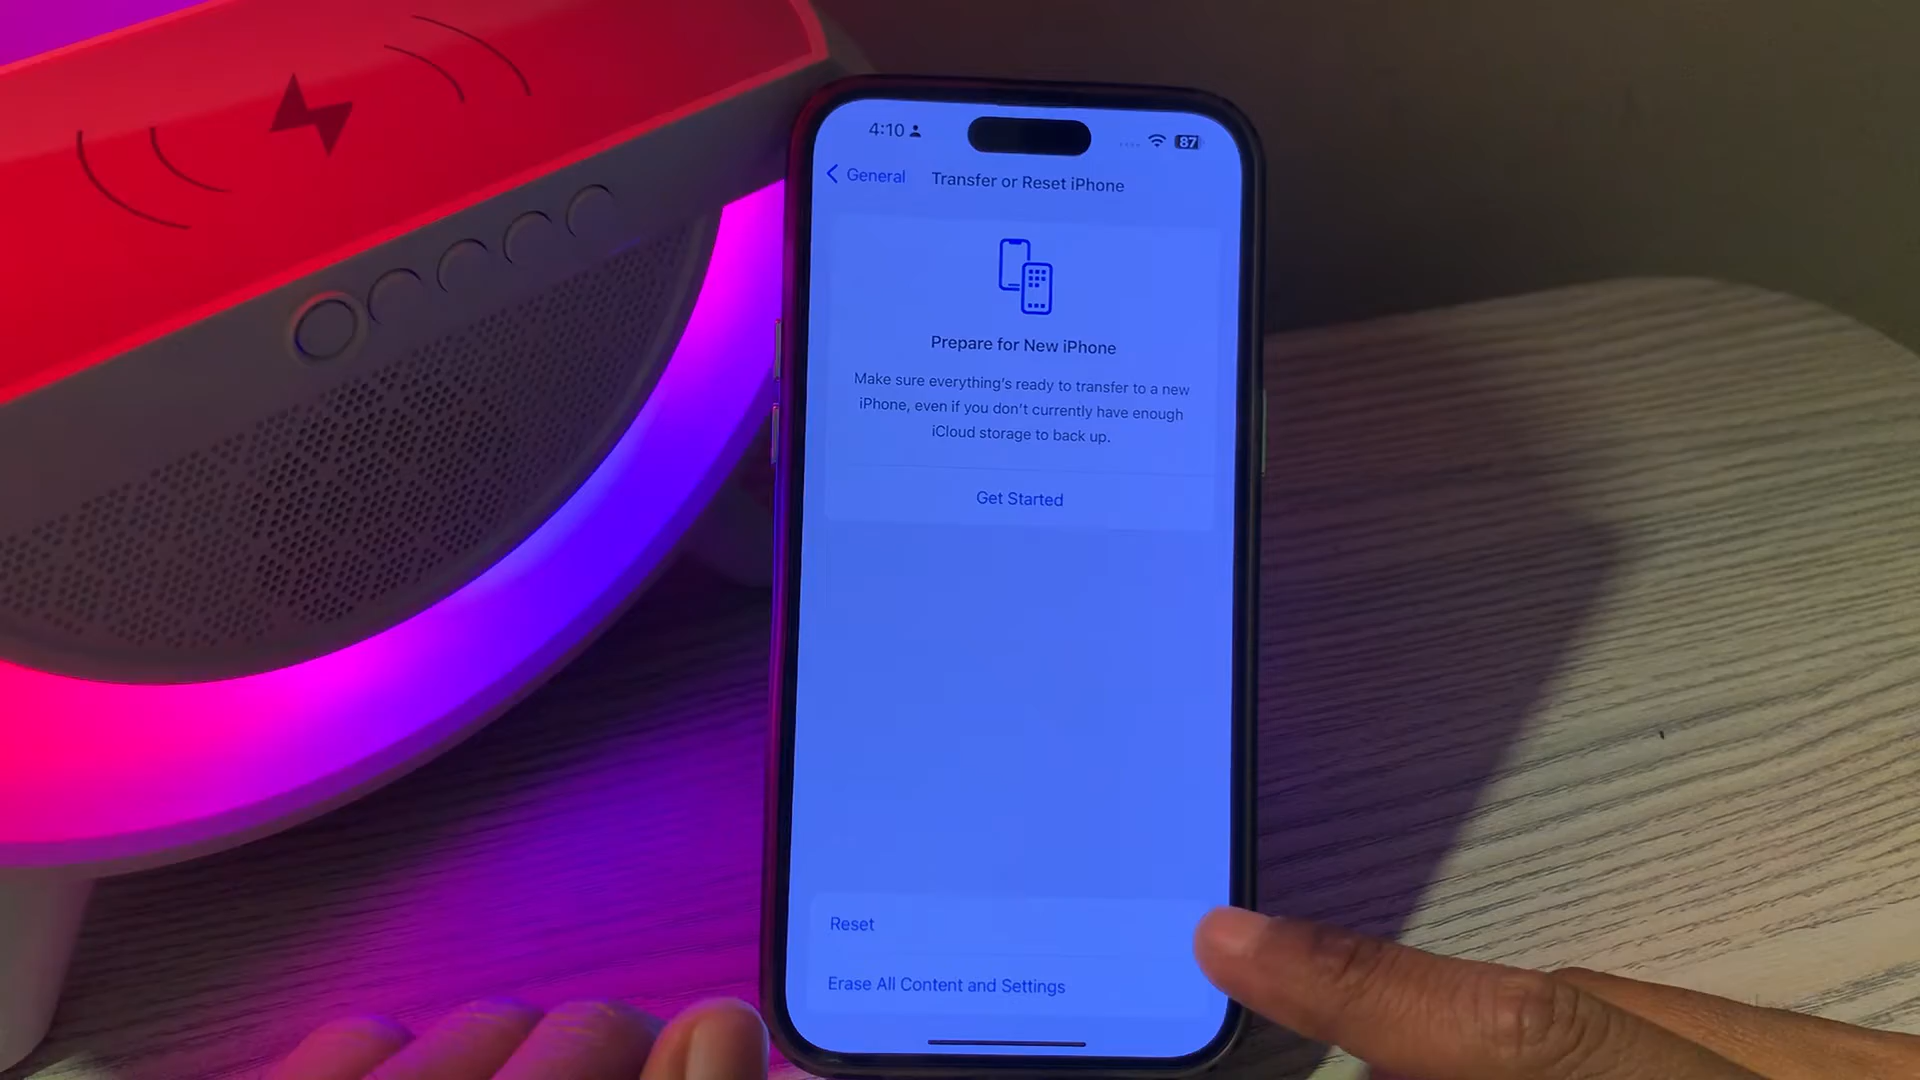 4:10
87
General
Transfer or Reset iPhone
Prepare for New iPhone
Make sure everything's ready to transfer to a new
iPhone, even if you don't currently have enough
iCloud storage to back up.
Get Started
Reset
Erase All Content and Settings